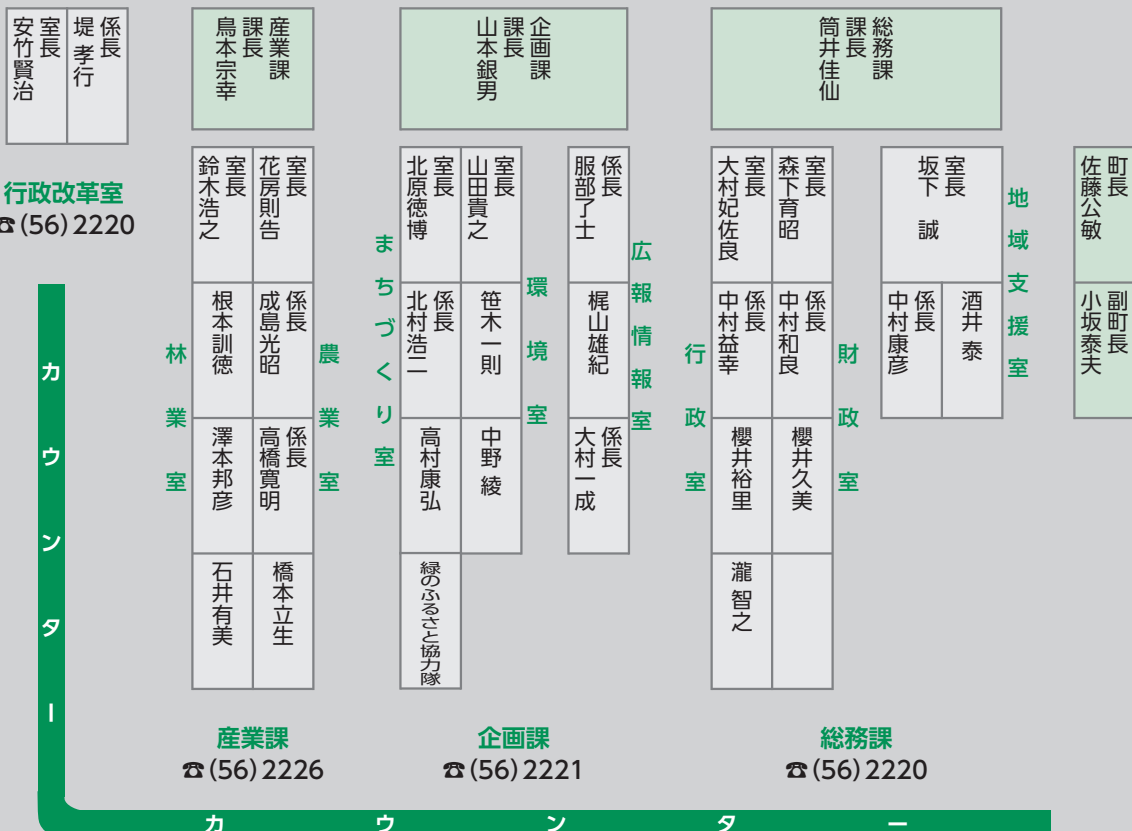 町長
佐藤公敏
副町長
小坂泰夫
総務課
課長
筒井佳仙
地域支援室
室長
坂下 誠
酒井 泰
係長
中村康彦
財政室
室長
森下育昭
係長
中村和良
櫻井久美
行政室
室長
大村妃佐良
係長
中村益幸
櫻井裕里
瀧 智之
総務課
☎(56)2220
企画課
課長
山本銀男
広報情報室
係長
服部了士
梶山雄紀
係長
大村一成
環境室
室長
山田貴之
笹木一則
中野 綾
まちづくり室
室長
北原徳博
係長
北村浩二
高村康弘
緑のふるさと協力隊
企画課
☎(56)2221
産業課
課長
鳥本宗幸
農業室
室長
花房則告
係長
成島光昭
係長
高橋寛明
橋本立生
林業室
室長
鈴木浩之
根本訓徳
澤本邦彦
石井有美
産業課
☎(56)2226
係長
堤 孝行
室長
安竹賢治
行政改革室
☎(56)2220
カウンター
カウンター